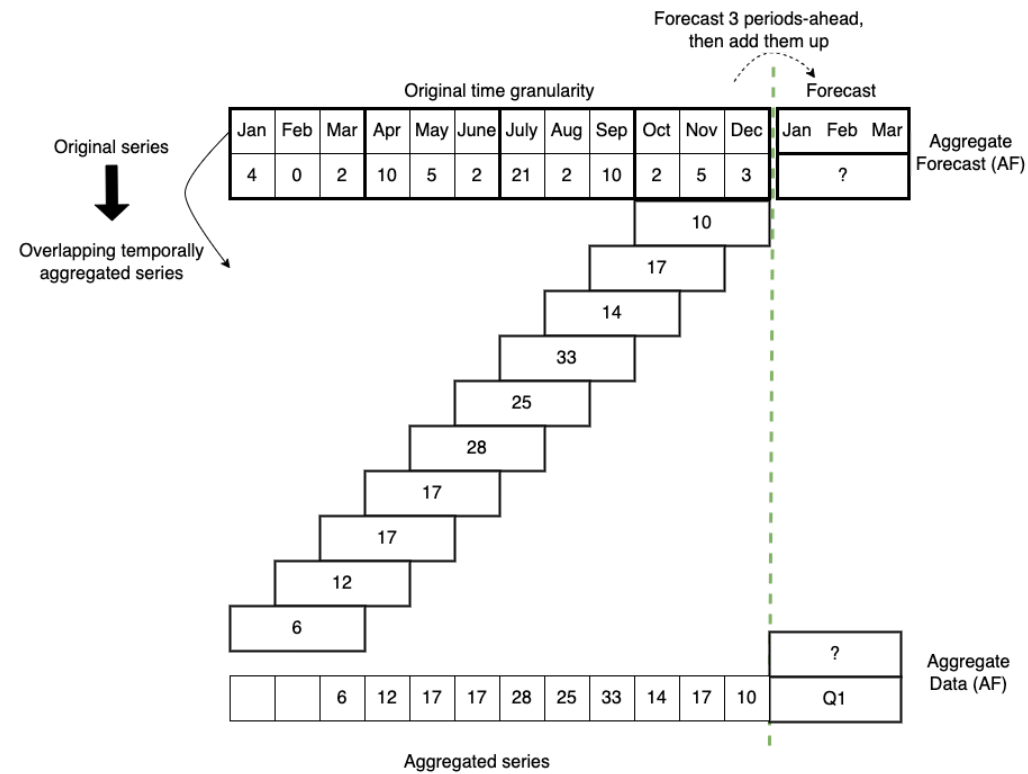 Forecast 3 periods-ahead,
then add them up
Original time granularity
Forecast
Original series
Jan Feb Mar Apr May June July Aug Sep Oct Nov Dec Jan Feb Mar
Aggregate
Forecast (AF)
4 0 2 10 5 2 21 2 10 2 5 3 ?
Overlapping temporally
aggregated series
10
17
14
33
25
28
17
17
12
6
?
Aggregate
Data (AF)
6 12 17 17 28 25 33 14 17 10 Q1
Aggregated series